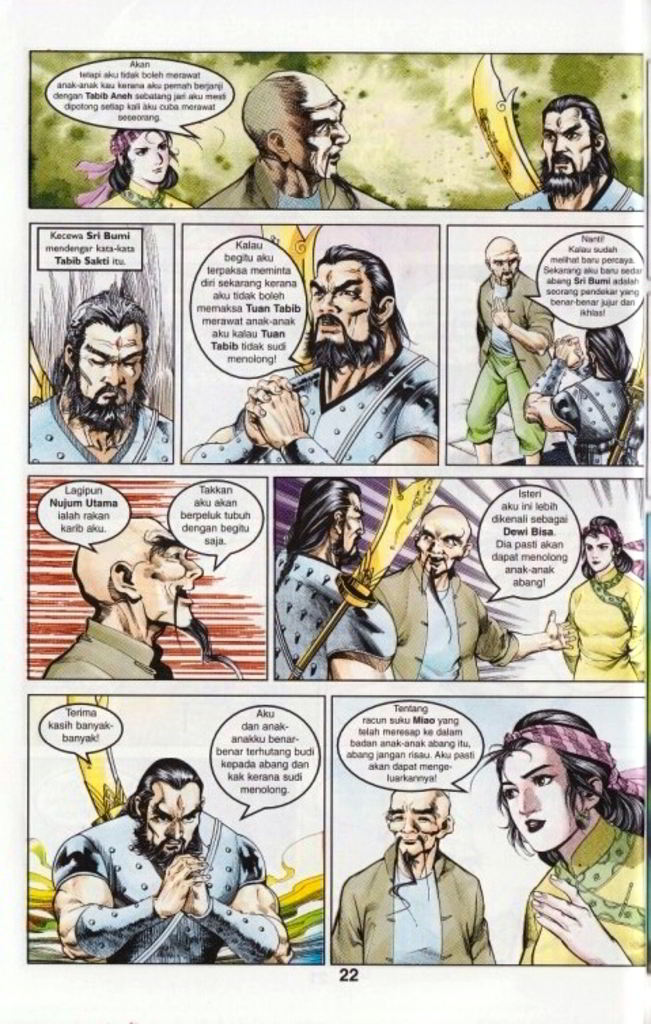 Akan
tetapi aku tidak boleh merawat
anak-anak kau kerana aku pernah berjanji
dengan Tabib Aneh sebatang jari aku mesti
dipotong setiap kali aku cuba merawat
seseorang.
Kecewa Sri Bumi
mendengar kata-kata
Tabib Sakti itu.
Kalau
begitu aku
terpaksa meminta
diri sekarang kerana
aku tidak boleh
memaksa Tuan Tabib
merawat anak-anak
aku kalau Tuan
Tabib tidak sudi
menolong!
Nanti!
Kalau sudah
melihat baru percaya.
Sekarang aku baru sedar
abang Sri Bumi adalah
seorang pendekar yang
benar-benar jujur dan
ikhlas!
Lagipun
Nujum Utama
ialah rakan
karib aku.
Takkan
aku akan
berpeluk tubuh
dengan begitu
saja.
Isteri
aku ini lebih
dikenali sebagai
Dewi Bisa.
Dia pasti akan
dapat menolong
anak-anak
abang!
Terima
kasih banyak-
banyak!
Aku
dan anak-
anakku benar-
benar terhutang budi
kepada abang dan
kak kerana sudi
menolong.
Tentang
racun suku Miao yang
telah meresap ke dalam
badan anak-anak abang itu,
abang jangan risau. Aku pasti
akan dapat menge-
luarkannya!
22